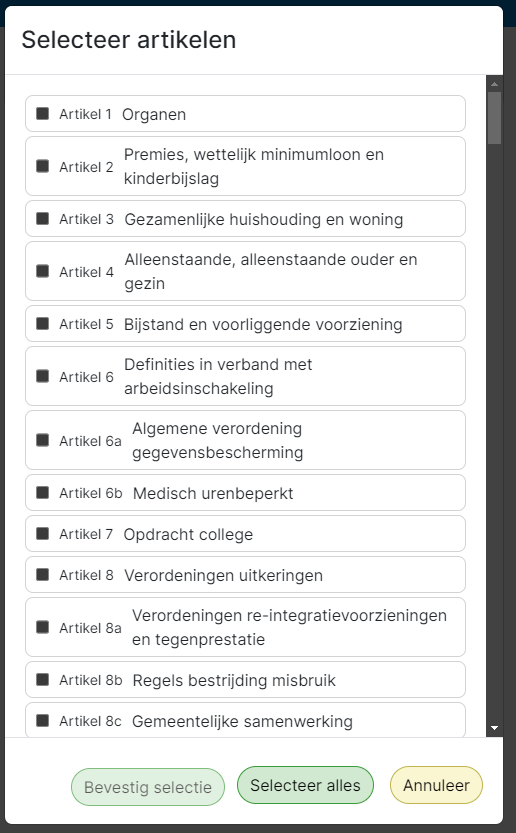 Selecteer artikelen
Artikel 1 Organen
Artikel 2 Premies, wettelijk minimumloon en
kinderbijslag
Artikel 3 Gezamenlijke huishouding en woning
Artikel 4 Alleenstaande, alleenstaande ouder en
gezin
Artikel 5 Bijstand en voorliggende voorziening
Artikel 6 Definities in verband met
arbeidsinschakeling
Artikel 6a Algemene verordening
gegevensbescherming
Artikel 6b Medisch urenbeperkt
Artikel 7 Opdracht college
Artikel 8 Verordeningen uitkeringen
Artikel 8a Verordeningen re-integratievoorzieningen
en tegenprestatie
Artikel 8b Regels bestrijding misbruik
Artikel 8c Gemeentelijke samenwerking
Bevestig selectie Selecteer alles Annuleer